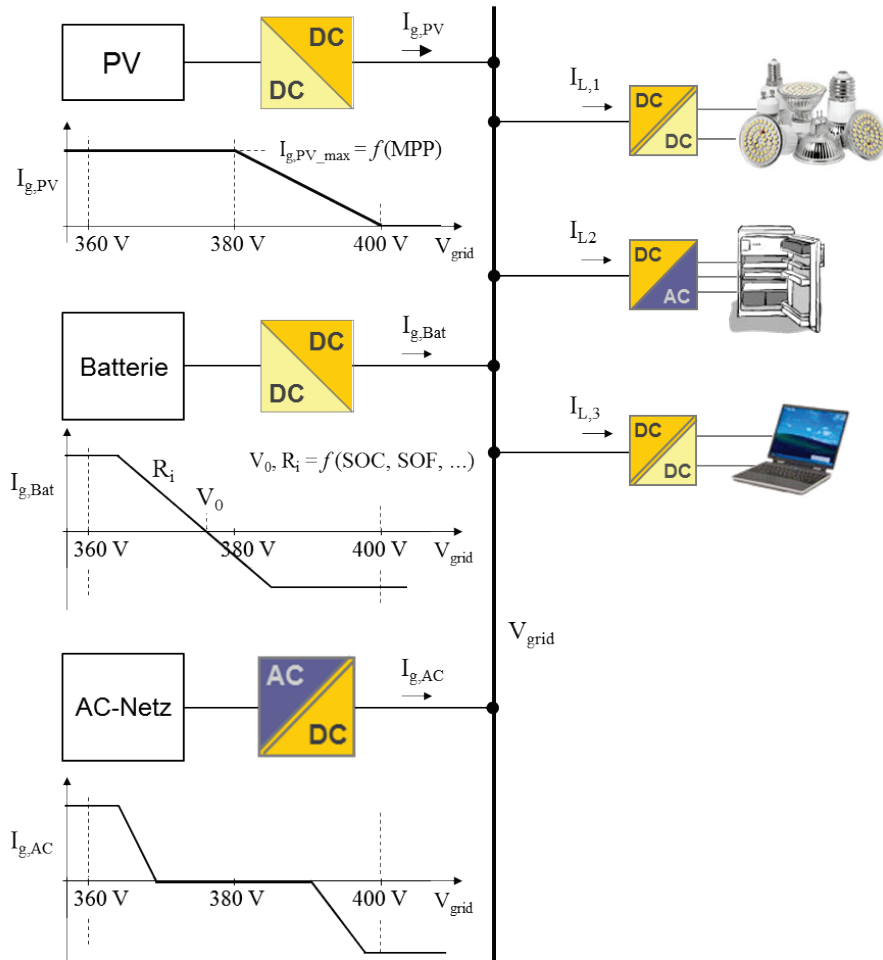 PV
DC
DC
I_g,PV
I_g,PV
I_g,PV_max = f(MPP)
360 V
380 V
400 V
V_grid
Batterie
DC
DC
I_g,Bat
I_g,Bat
R_i
V_0
V_0, R_i = f(SOC, SOF, ...)
360 V
380 V
400 V
V_grid
AC-Netz
AC
DC
I_g,AC
I_g,AC
360 V
380 V
400 V
V_grid
V_grid
I_L,1
DC
DC
I_L2
DC
AC
I_L,3
DC
DC